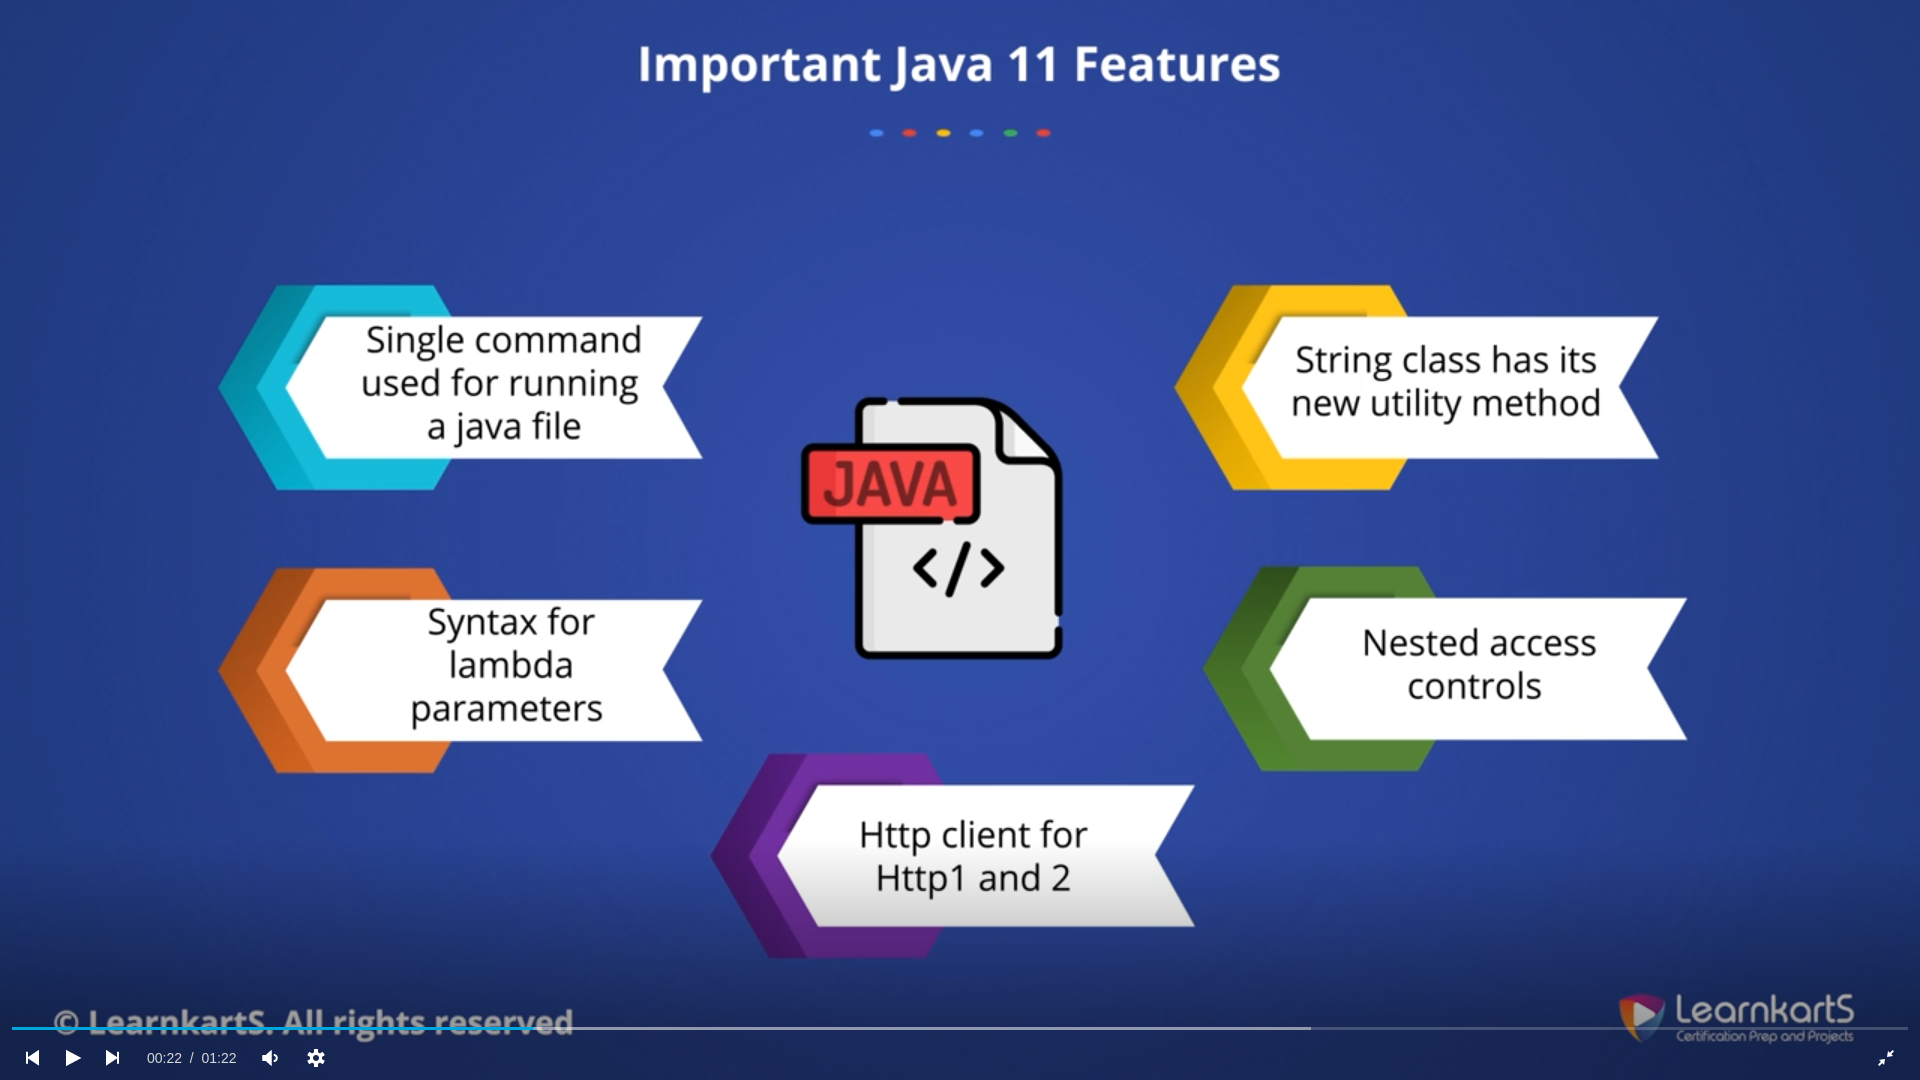 Important Java 11 Features
Single command
used for running
a java file
String class has its
new utility method
JAVA
</>
Syntax for
lambda
parameters
Nested access
controls
Http client for
Http1 and 2
© LearnkartS. All rights reserved
LearnkartS
Certification Prep and Projects
00:22 / 01:22